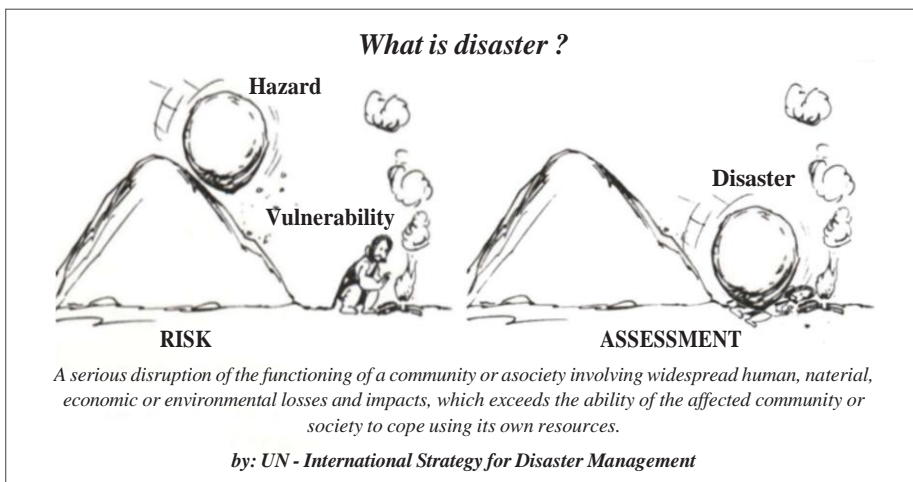 What is disaster ?
Hazard
Vulnerability
Disaster
RISK
ASSESSMENT
A serious disruption of the functioning of a community or asociety involving widespread human, naterial,
economic or environmental losses and impacts, which exceeds the ability of the affected community or
society to cope using its own resources.
by: UN - International Strategy for Disaster Management